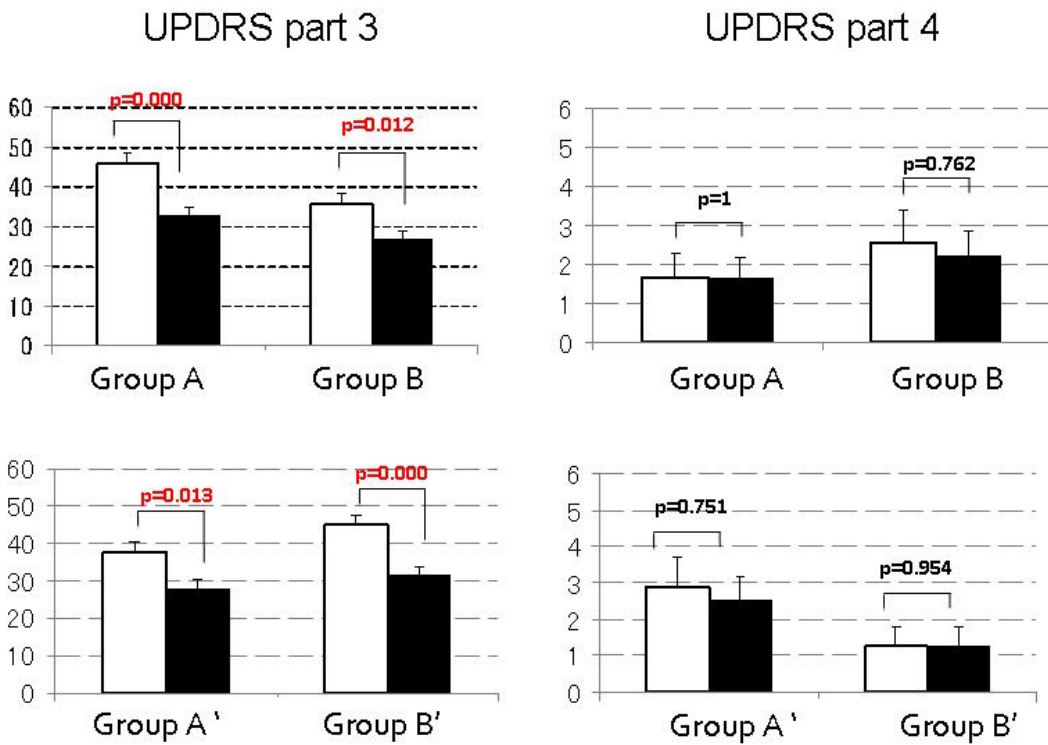 UPDRS part 3
UPDRS part 4
60
50
40
30
20
10
0
p=0.000
p=0.012
Group A
Group B
6
5
4
3
2
1
0
p=1
p=0.762
Group A
Group B
60
50
40
30
20
10
0
p=0.013
p=0.000
Group A'
Group B'
6
5
4
3
2
1
0
p=0.751
p=0.954
Group A'
Group B'